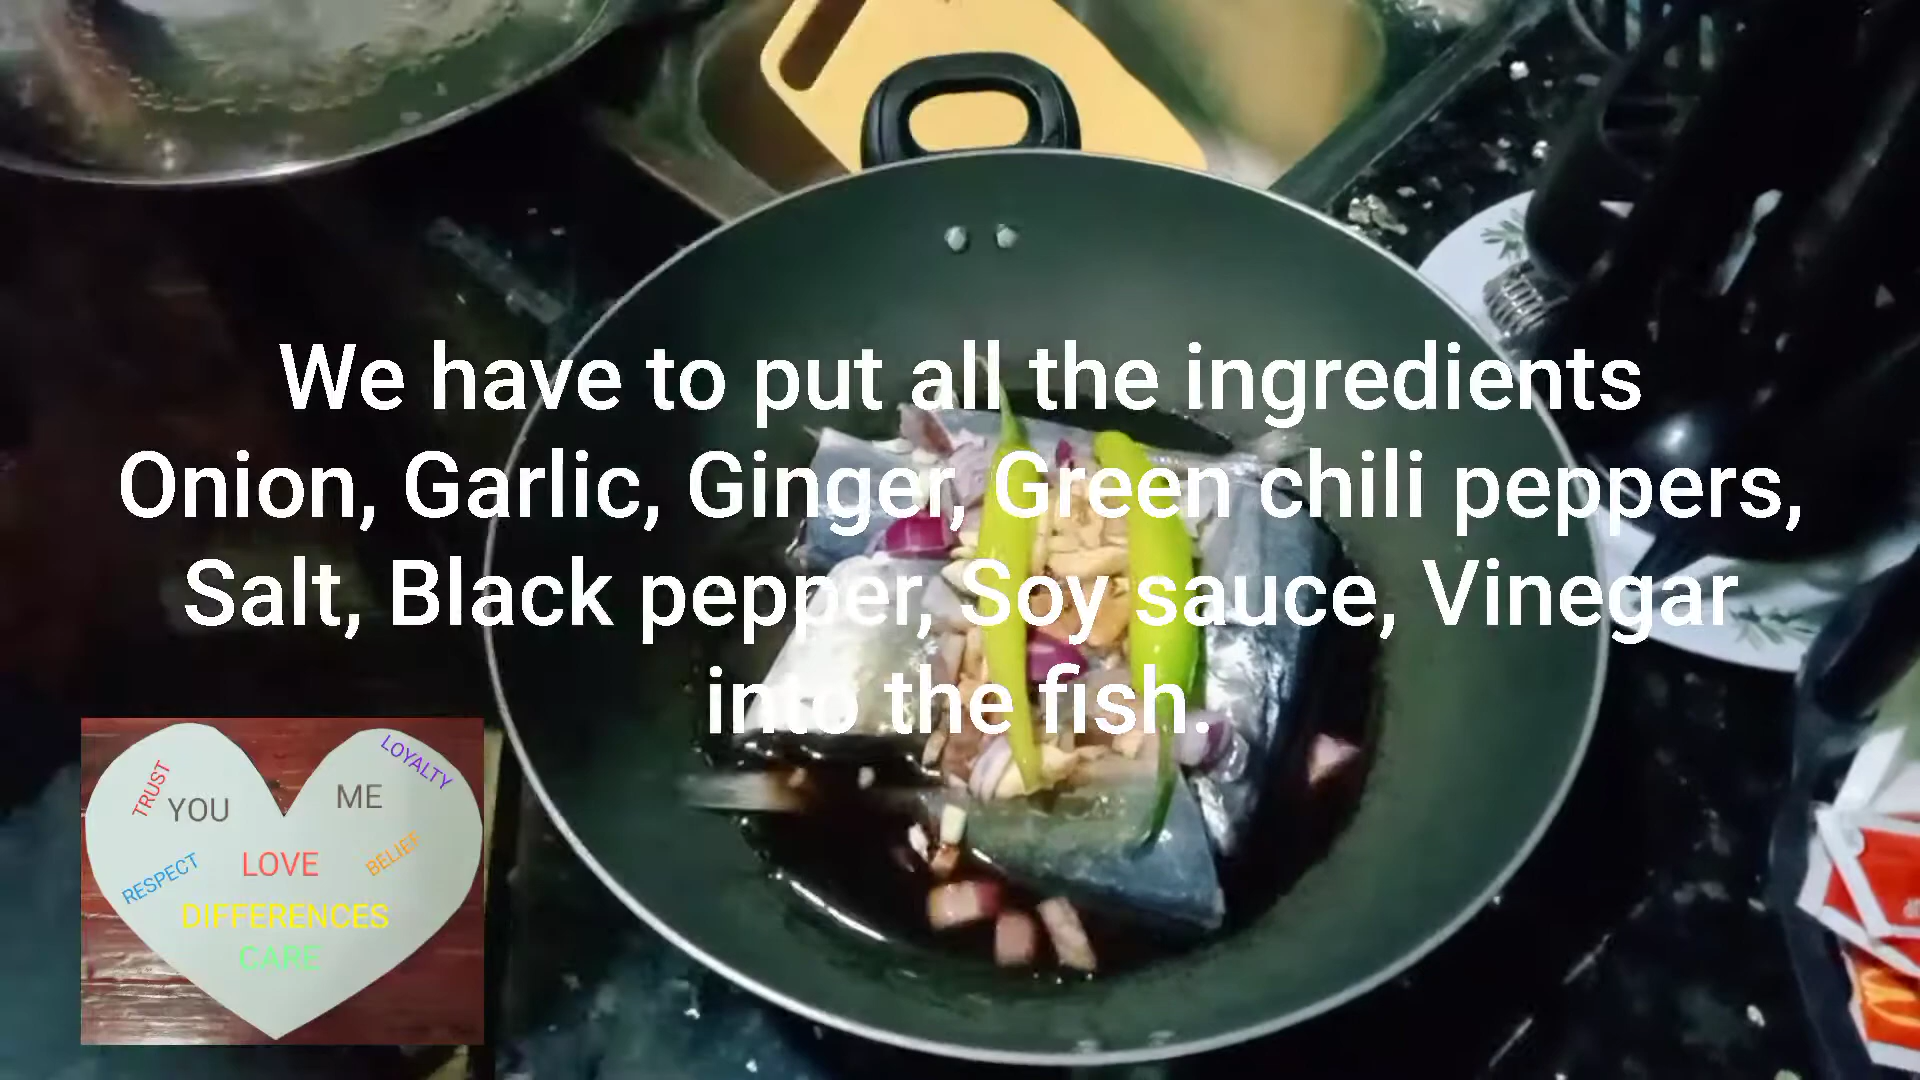 We have to put all the ingredients
Onion, Garlic, Ginger, Green chili peppers,
Salt, Black pepper, Soy sauce, Vinegar
into the fish.
TRUST
YOU
ME
LOYALTY
RESPECT
LOVE
BELIEF
DIFFERENCES
CARE